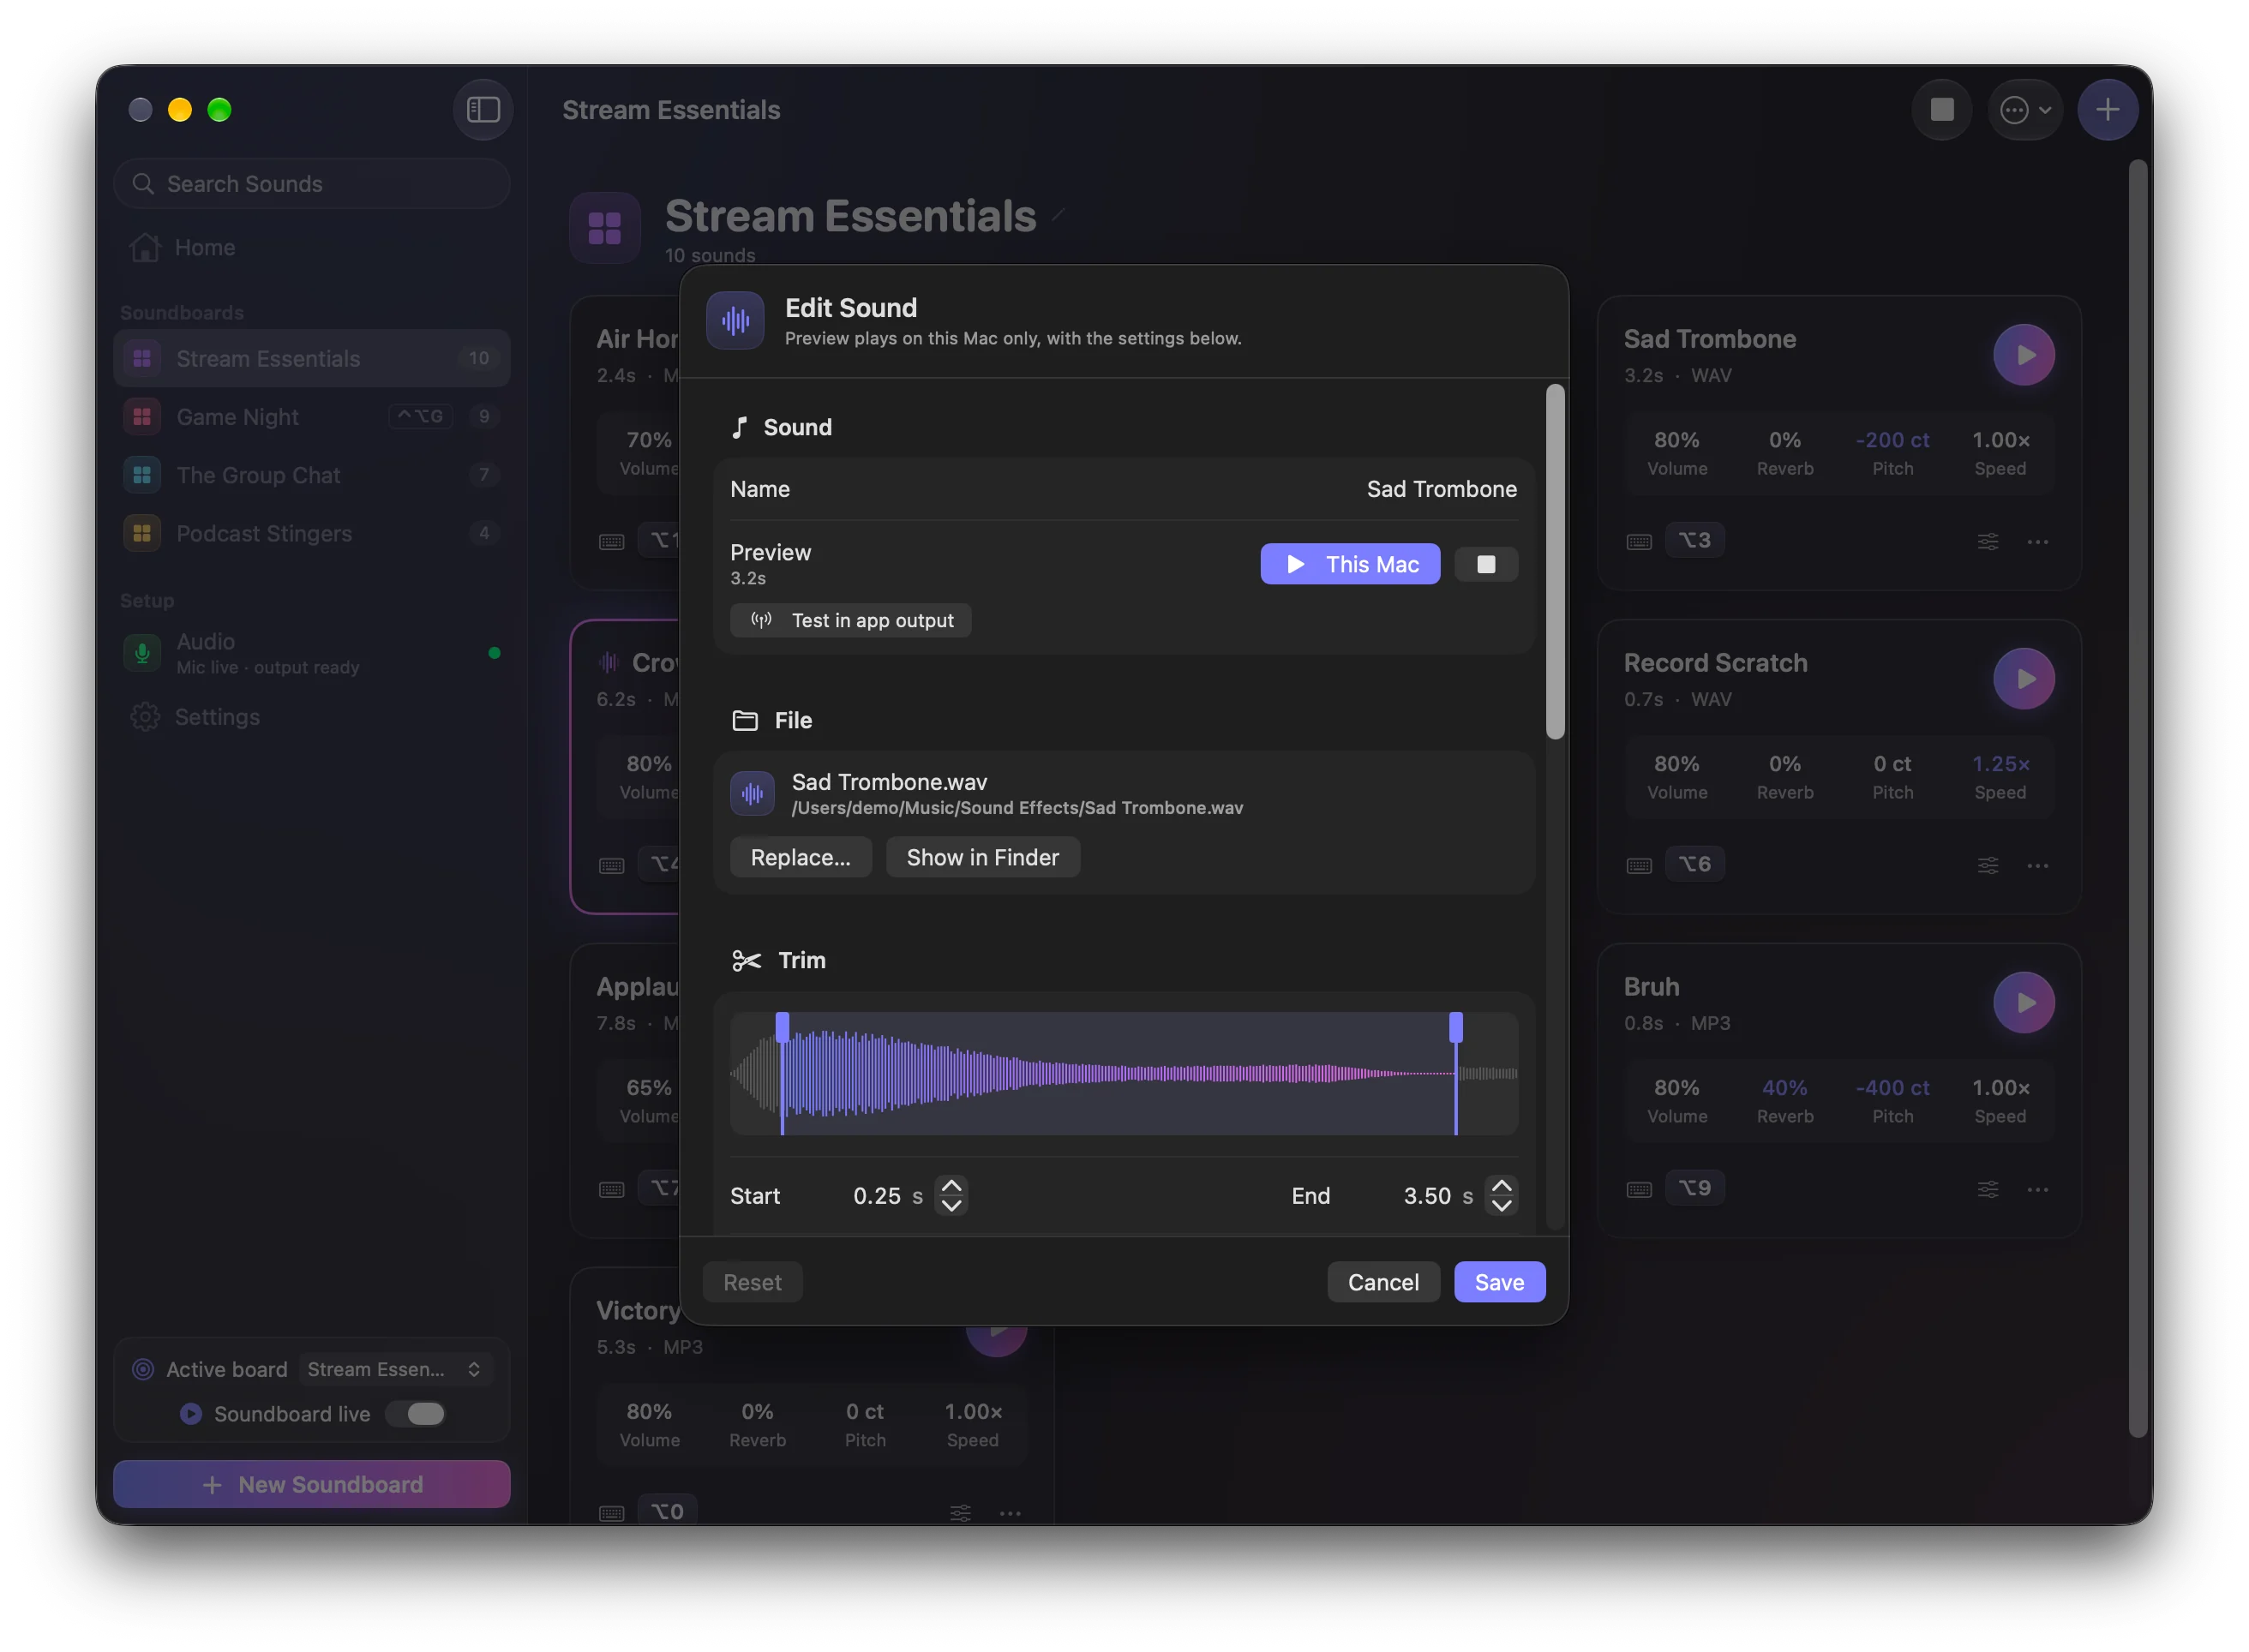 Stream Essentials
Search Sounds
Home
Soundboards
Stream Essentials 10
Game Night ^⌥G 9
The Group Chat 7
Podcast Stingers 4
Setup
Audio
Mic live · output ready
Settings
Active board Stream Essen...
Soundboard live
+ New Soundboard
Stream Essentials
10 sounds
Air Hor
2.4s · M
70%
Volume
⌥1
Cro
6.2s · M
80%
Volume
⌥4
Applau
7.8s · M
65%
Volume
⌥7
Victory
5.3s · MP3
80% 0% 0 ct 1.00×
Volume Reverb Pitch Speed
⌥0
Edit Sound
Preview plays on this Mac only, with the settings below.
Sound
Name Sad Trombone
Preview
3.2s
This Mac
Test in app output
File
Sad Trombone.wav
/Users/demo/Music/Sound Effects/Sad Trombone.wav
Replace... Show in Finder
Trim
Start 0.25 s End 3.50 s
Reset Cancel Save
Sad Trombone
3.2s · WAV
80% 0% -200 ct 1.00×
Volume Reverb Pitch Speed
⌥3
Record Scratch
0.7s · WAV
80% 0% 0 ct 1.25×
Volume Reverb Pitch Speed
⌥6
Bruh
0.8s · MP3
80% 40% -400 ct 1.00×
Volume Reverb Pitch Speed
⌥9